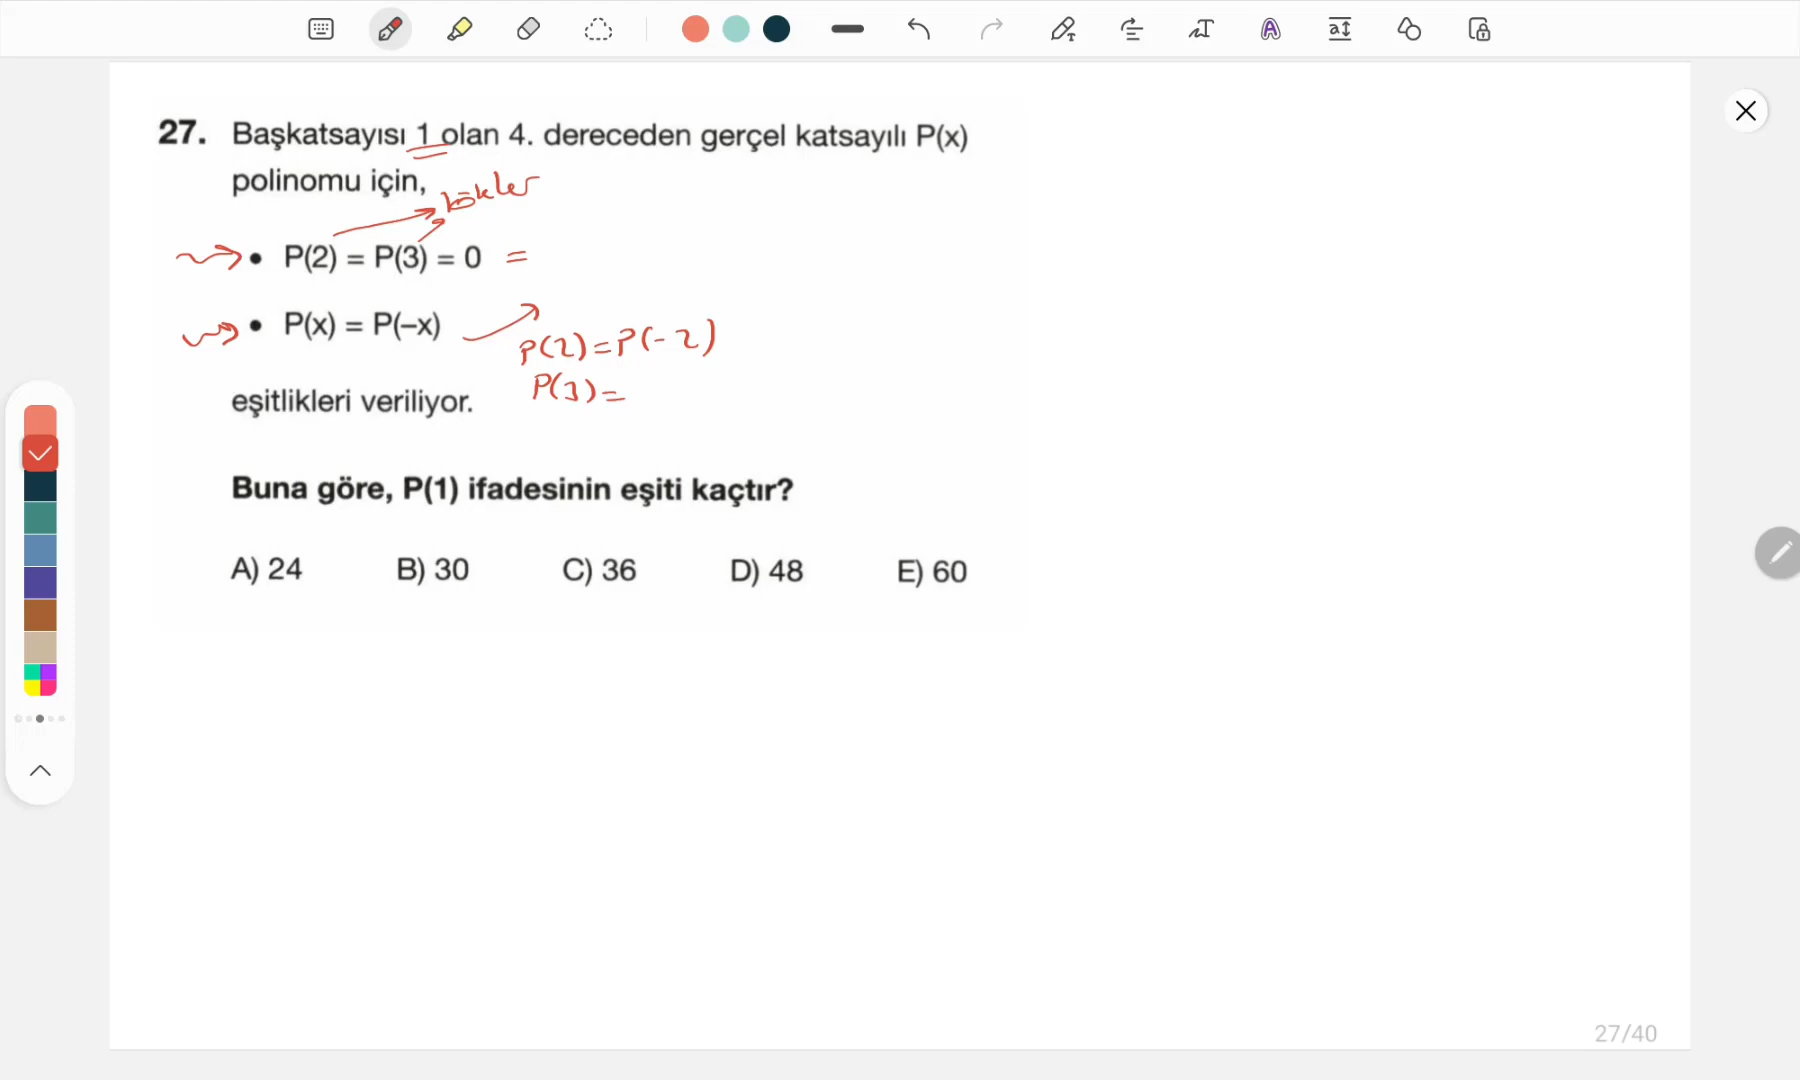 27. Başkatsayısı 1 olan 4. dereceden gerçel katsayılı P(x)
polinomu için,
kökler
• P(2) = P(3) = 0 =
• P(x) = P(–x)
P(2)=P(-2)
P(3)=
eşitlikleri veriliyor.
Buna göre, P(1) ifadesinin eşiti kaçtır?
A) 24 B) 30 C) 36 D) 48 E) 60
27/40